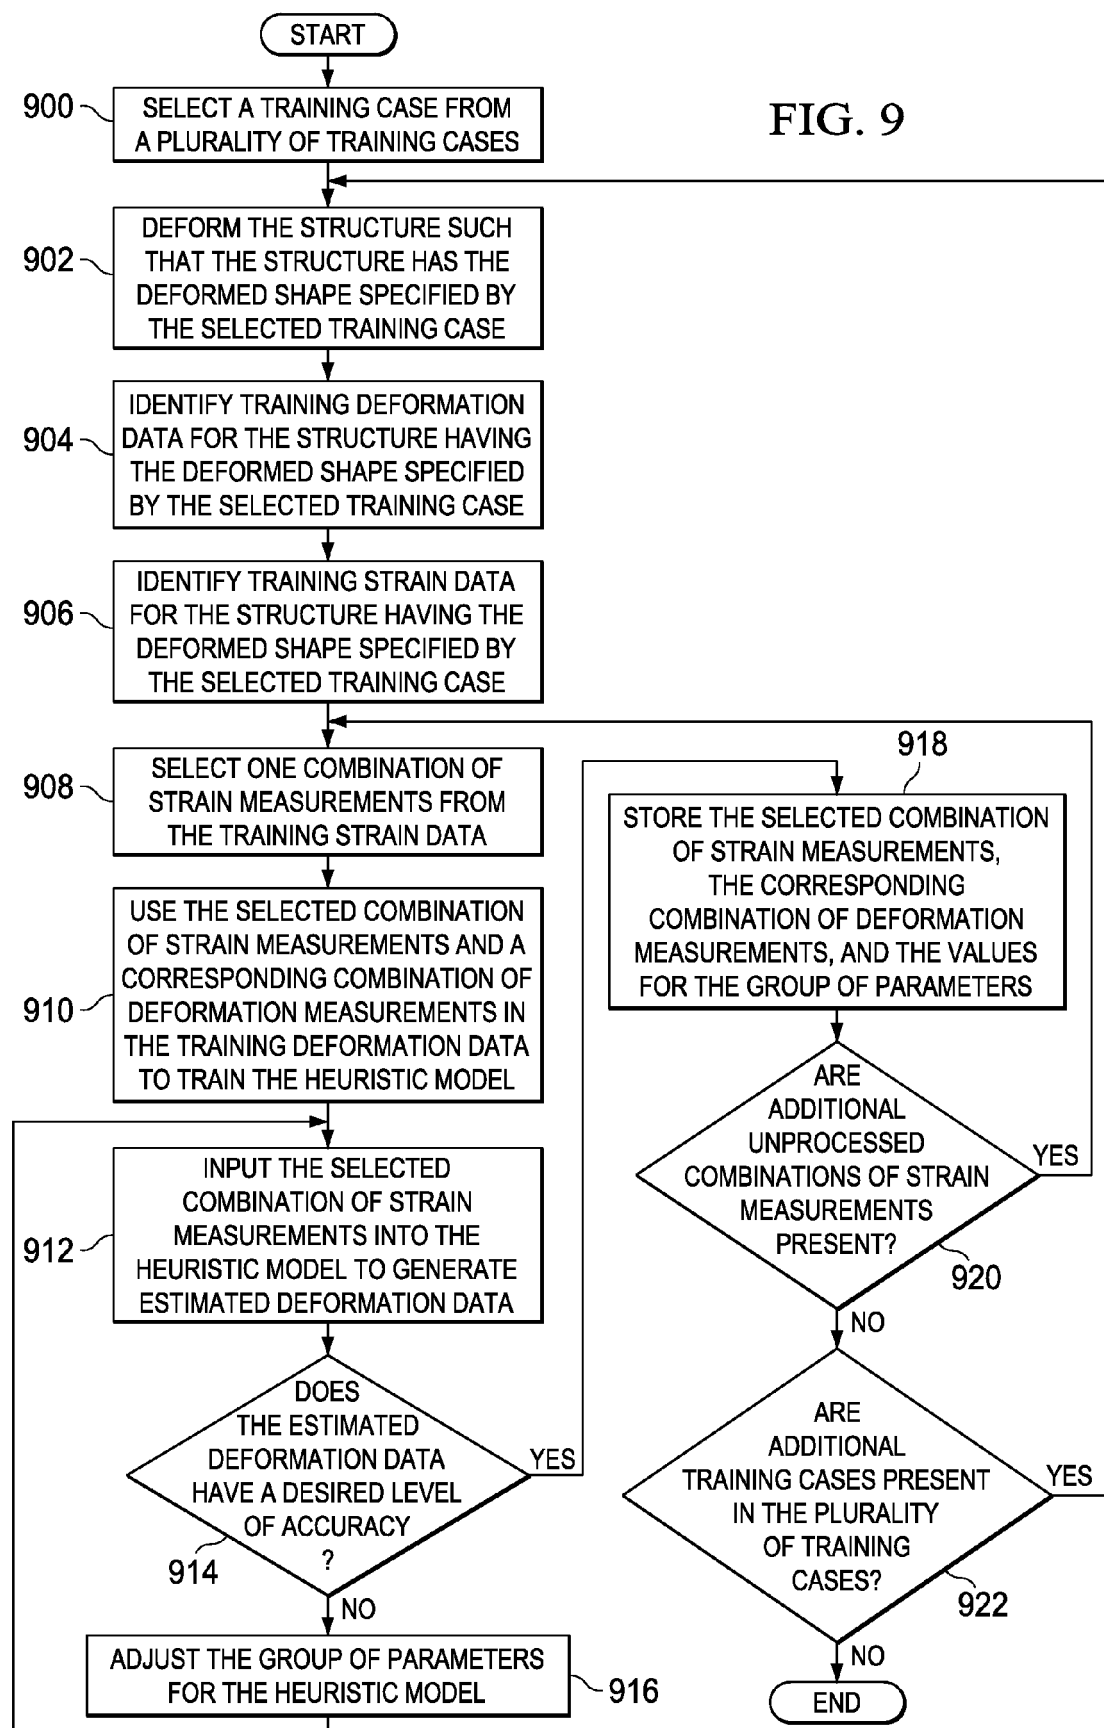 START
FIG. 9
900
SELECT A TRAINING CASE FROM
A PLURALITY OF TRAINING CASES
902
DEFORM THE STRUCTURE SUCH
THAT THE STRUCTURE HAS THE
DEFORMED SHAPE SPECIFIED BY
THE SELECTED TRAINING CASE
904
IDENTIFY TRAINING DEFORMATION
DATA FOR THE STRUCTURE HAVING
THE DEFORMED SHAPE SPECIFIED
BY THE SELECTED TRAINING CASE
906
IDENTIFY TRAINING STRAIN DATA
FOR THE STRUCTURE HAVING THE
DEFORMED SHAPE SPECIFIED BY
THE SELECTED TRAINING CASE
908
SELECT ONE COMBINATION OF
STRAIN MEASUREMENTS FROM
THE TRAINING STRAIN DATA
910
USE THE SELECTED COMBINATION
OF STRAIN MEASUREMENTS AND A
CORRESPONDING COMBINATION OF
DEFORMATION MEASUREMENTS IN
THE TRAINING DEFORMATION DATA
TO TRAIN THE HEURISTIC MODEL
912
INPUT THE SELECTED
COMBINATION OF STRAIN
MEASUREMENTS INTO THE
HEURISTIC MODEL TO GENERATE
ESTIMATED DEFORMATION DATA
DOES
THE ESTIMATED
DEFORMATION DATA
HAVE A DESIRED LEVEL
OF ACCURACY
?
914
YES
NO
ADJUST THE GROUP OF PARAMETERS
FOR THE HEURISTIC MODEL
916
918
STORE THE SELECTED COMBINATION
OF STRAIN MEASUREMENTS,
THE CORRESPONDING
COMBINATION OF DEFORMATION
MEASUREMENTS, AND THE VALUES
FOR THE GROUP OF PARAMETERS
ARE
ADDITIONAL
UNPROCESSED
COMBINATIONS OF STRAIN
MEASUREMENTS
PRESENT?
YES
920
NO
ARE
ADDITIONAL
TRAINING CASES PRESENT
IN THE PLURALITY
OF TRAINING
CASES?
YES
922
NO
END